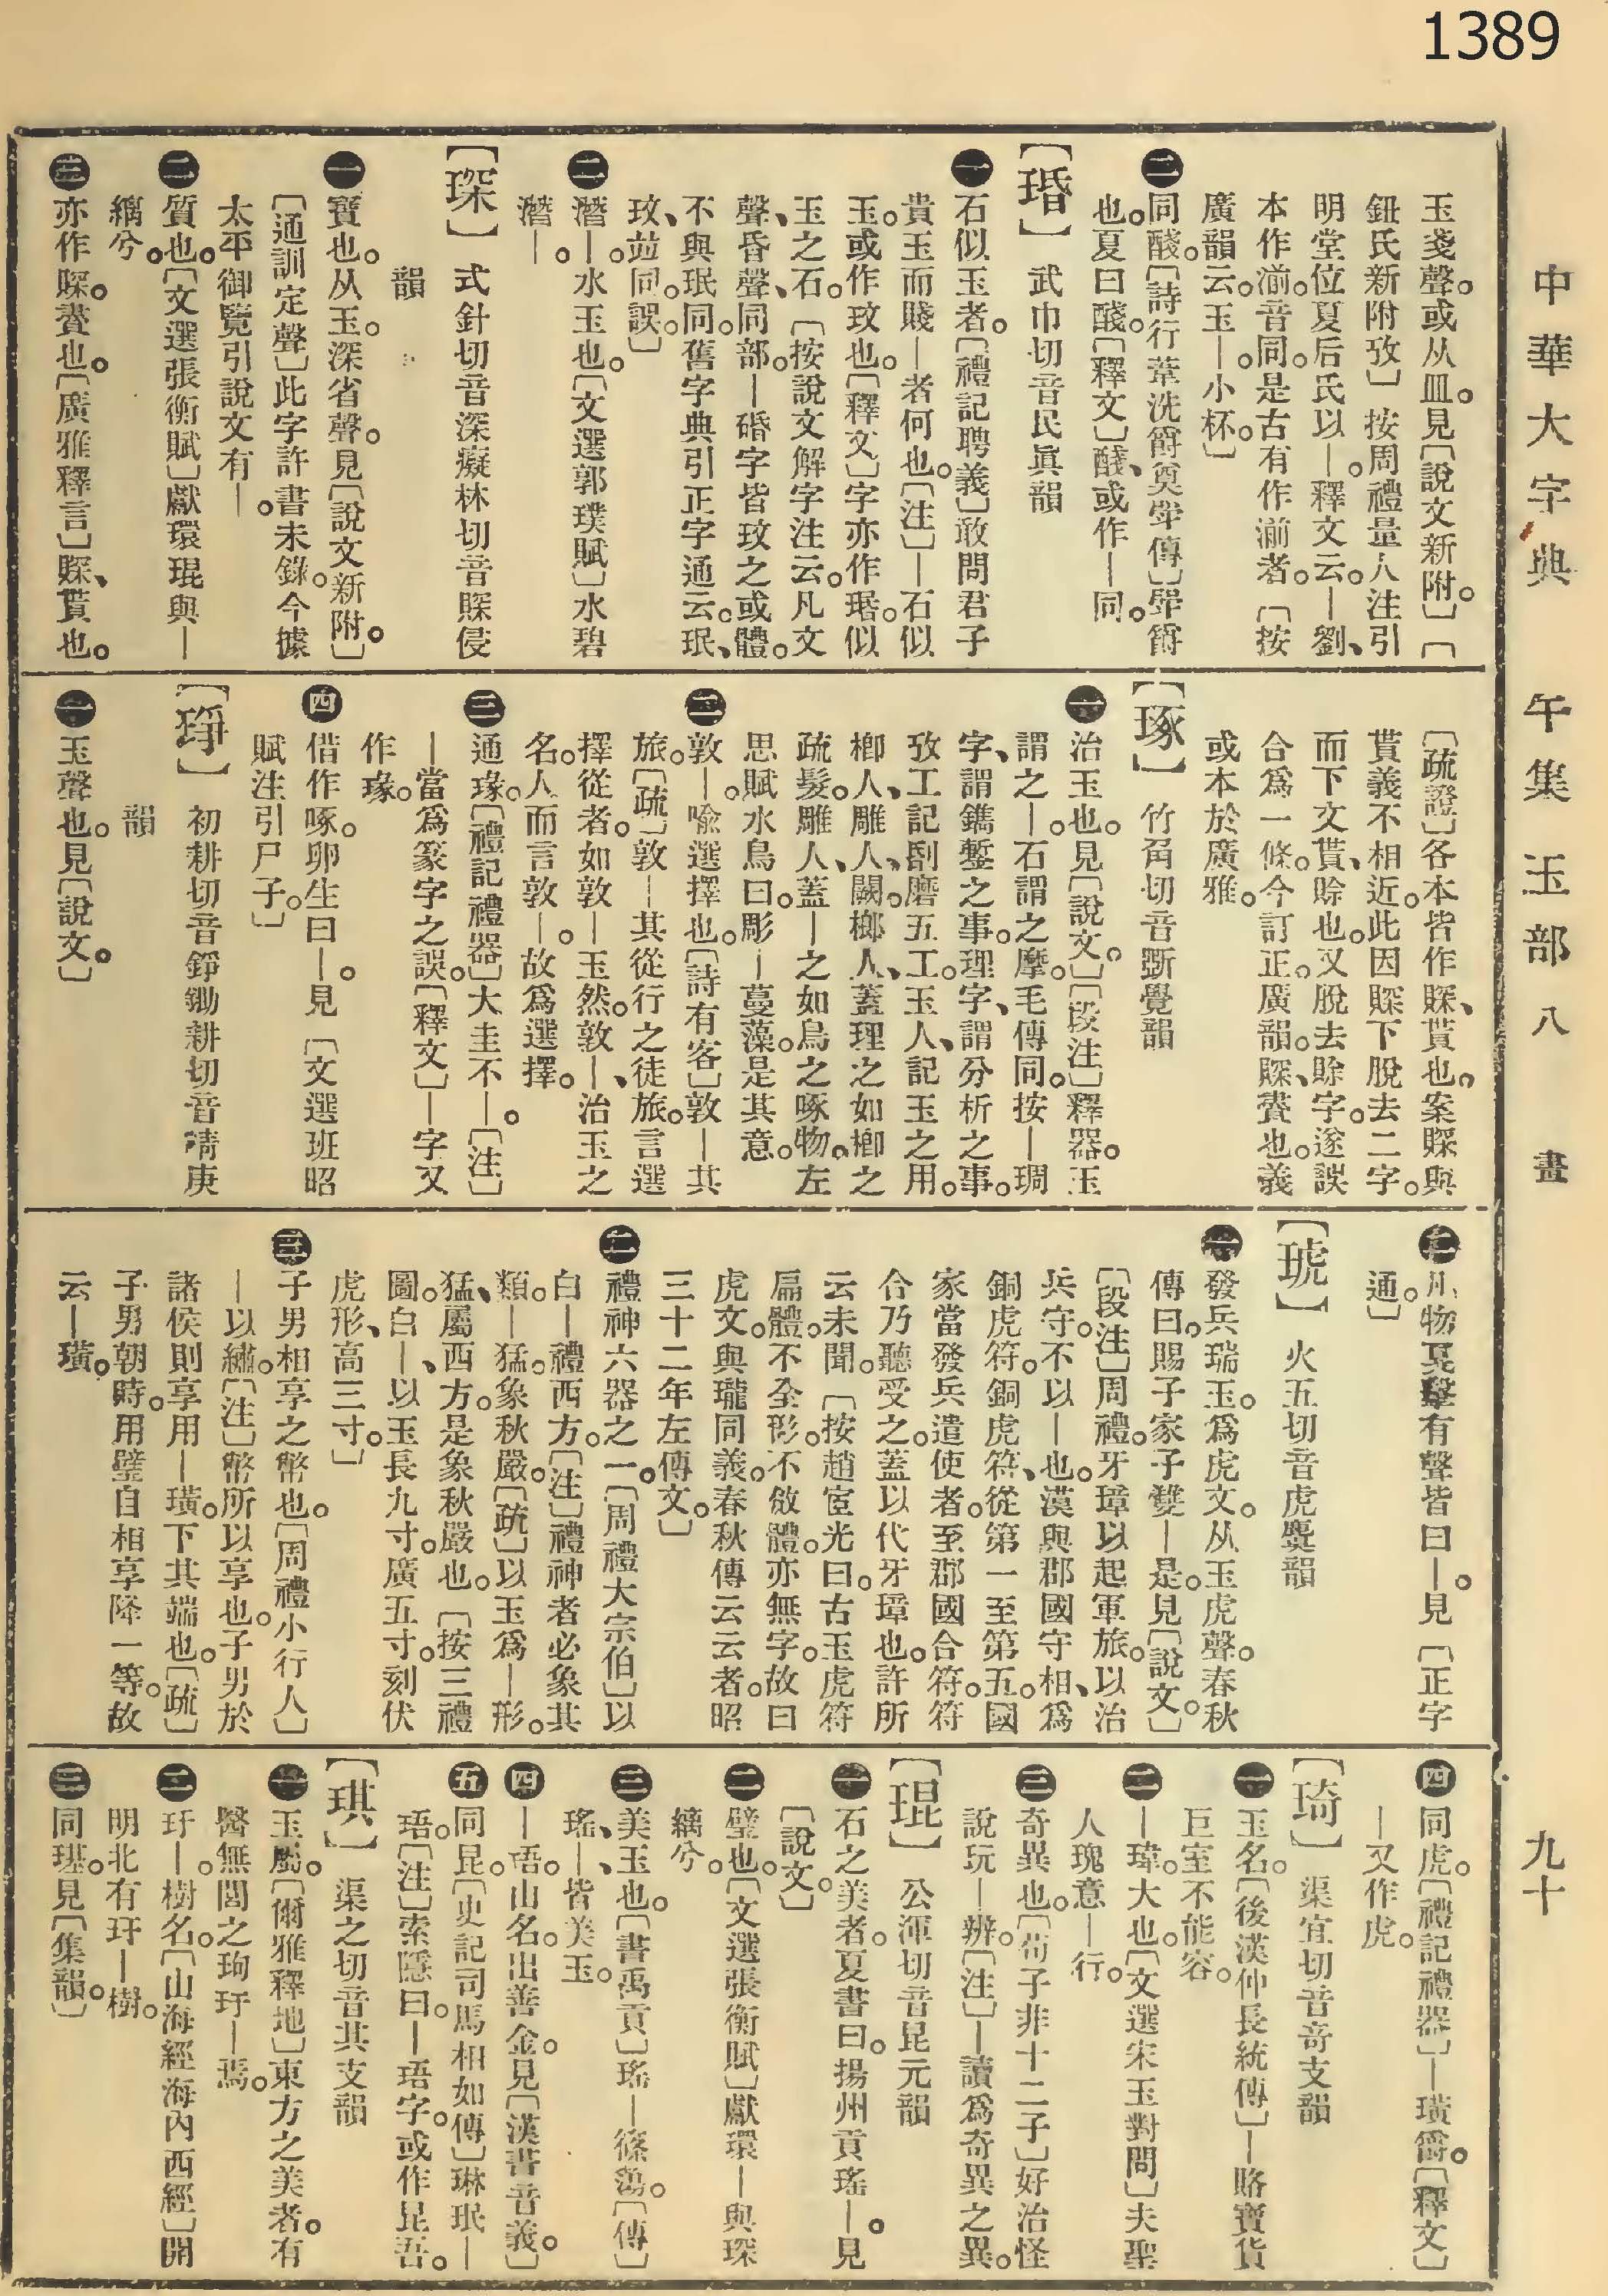 1389
中華大字典　午集　玉部　八畫　九十
玉戔聲。或从皿。見〔說文新附。〕〔
鈕氏新附攷〕按周禮量人注引
明堂位夏后氏以—。釋文云。—劉、
本作湔。音同。是古有作湔者。〔按
廣韻云。玉—。小杯。〕
㊁同醆。〔詩行葦洗爵奠斝傳〕斝爵
也。夏曰醆。〔釋文〕醆、或作—同。
【琘】武巾切音民眞韻
㊀石似玉者。〔禮記聘義〕敢問君子
貴玉而賤—者何也。〔注〕—石似
玉。或作玟也。〔釋文〕字亦作瑉。似
玉之石。〔按說文解字注云。凡文
聲、昏聲、同部。—碈字皆玟之或體。
不與珉同。舊字典引正字通云。珉、
玟、竝同。誤。〕
㊁潛—。水玉也。〔文選郭璞賦〕水碧
潛—。
【琛】式針切音深癡林切音賝侵
韻
㊀寶也。从玉。深省聲。見〔說文新附。〕
〔通訓定聲〕此字許書未錄。今據
太平御覽引說文有—。
㊁質也。〔文選張衡賦〕獻環琨與—
縭兮。
㊂亦作賝。賮也。〔廣雅釋言〕賝、貰也。
〔疏證〕各本皆作賝、貰也。案賝與
貰義不相近。此因賝下脫去二字。
而下文貰、賒也。又脫去賒字。遂誤
合爲一條。今訂正。廣韻。賝、賮也。義
或本於廣雅。
【琢】竹角切音斲覺韻
㊀治玉也。見〔說文。〕〔段注〕釋器。玉
謂之—。石謂之摩。毛傳同。按—琱
字、謂鐫鏨之事。理字、謂分析之事。
攷工記刮磨五工。玉人、記玉之用。
楖人、雕人、闕。㮾人、蓋理之如楖之
疏髮。雕人、蓋—之如鳥之啄物。左
思賦水鳥曰。彫—蔓藻。是其意。
㊁敦—。喩選擇也。〔詩有客〕敦—其
旅。〔疏〕敦—其從行之徒旅。言選
擇從者。如敦—玉然。敦—、治玉之
名。人而言敦—。故爲選擇。
㊂通瑑。〔禮記禮器〕大圭不—。〔注〕
—當爲篆字之誤。〔釋文〕—字又
作瑑。
㊃借作啄。卵生曰—。見〔文選班昭
賦注引尸子。〕
【琤】初耕切音錚鋤耕切音崝庚
韻
㊀玉聲也。見〔說文。〕
㊁凡物戛擊有聲皆曰—。見〔正字
通。〕
【琥】火五切音虎麌韻
㊀發兵瑞玉。爲虎文。从玉虎聲。春秋
傳曰。賜子家子雙—。是見〔說文。〕
〔段注〕周禮。牙璋以起軍旅。以治
兵守。不以—也。漢與郡國守相、爲
銅虎符。銅虎符、從第一至第五。國
家當發兵遣使者。至郡國合符。符
合乃聽受之。蓋以代牙璋也。許所
云未聞。〔按趙宧光曰。古玉虎符
扁體。不全形。不傚體。亦無字。故曰
虎文。與瓏同義。春秋傳云云者。昭
三十二年左傳文。〕
㊁禮神六器之一。〔周禮大宗伯〕以
白—禮西方。〔注〕禮神者必象其
類。—猛。象秋嚴。〔疏〕以玉爲—形。
猛、屬西方。是象秋嚴也。〔按三禮
圖。白—、以玉長九寸。廣五寸。刻伏
虎形、高三寸。〕
㊂子男相享之幣也。〔周禮小行人〕
—以繡。〔注〕幣所以享也。子男於
諸侯則享用—璜。下其端也。〔疏〕
子男朝時。用璧自相享降一等。故
云—璜。
㊃同虎。〔禮記禮器〕—璜爵。〔釋文〕
—又作虎。
【琦】渠宜切音奇支韻
㊀玉名。〔後漢仲長統傳〕—賂寶貨
巨室不能容。
㊁—瑋。大也。〔文選宋玉對問〕夫聖
人瑰意—行。
㊂奇異也。〔荀子非十二子〕好治怪
說玩—辨。〔注〕—讀爲奇異之異。
【琨】公渾切音昆元韻
㊀石之美者。夏書曰。揚州貢瑤—。見
〔說文。〕
㊁璧也。〔文選張衡賦〕獻環—與琛
縭兮。
㊂美玉也。〔書禹貢〕瑤—篠簜。〔傳〕
瑤、—、皆美玉。
㊃—㻉。山名。出善金。見〔漢書音義。〕
㊄同昆。〔史記司馬相如傳〕琳珉—
珸。〔注〕索隱曰。—珸字。或作昆吾。
【琪】渠之切音其支韻
㊀玉屬。〔爾雅釋地〕東方之美者。有
醫無閭之珣玗—焉。
㊁玗—。樹名。〔山海經海內西經〕開
明北有玗—樹。
㊂同璂。見〔集韻。〕